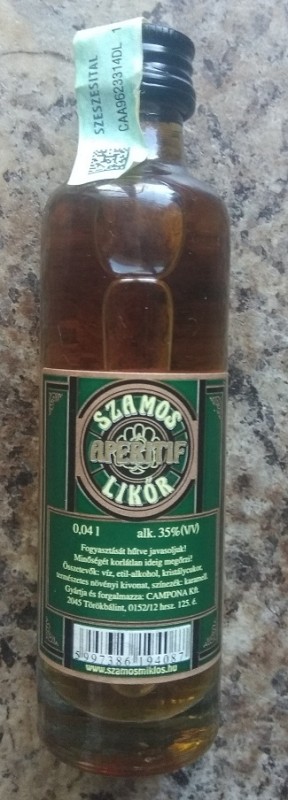 SZESZESITAL
CAA9623314DL 1
SZAMOS
APERITIF
LIKŐR
0,04 l alk. 35%(V/V)
Fogyasztását hűtve javasoljuk!
Minőségét korlátlan ideig megőrzi!
Összetevők: víz, etil-alkohol, kristálycukor,
természetes növényi kivonat, színezék: karamell.
Gyártja és forgalmazza: CAMPONA Kft.
2045 Törökbálint, 0152/12 hrsz. 125. é.
5997386 194087
www.szamosmiklos.hu